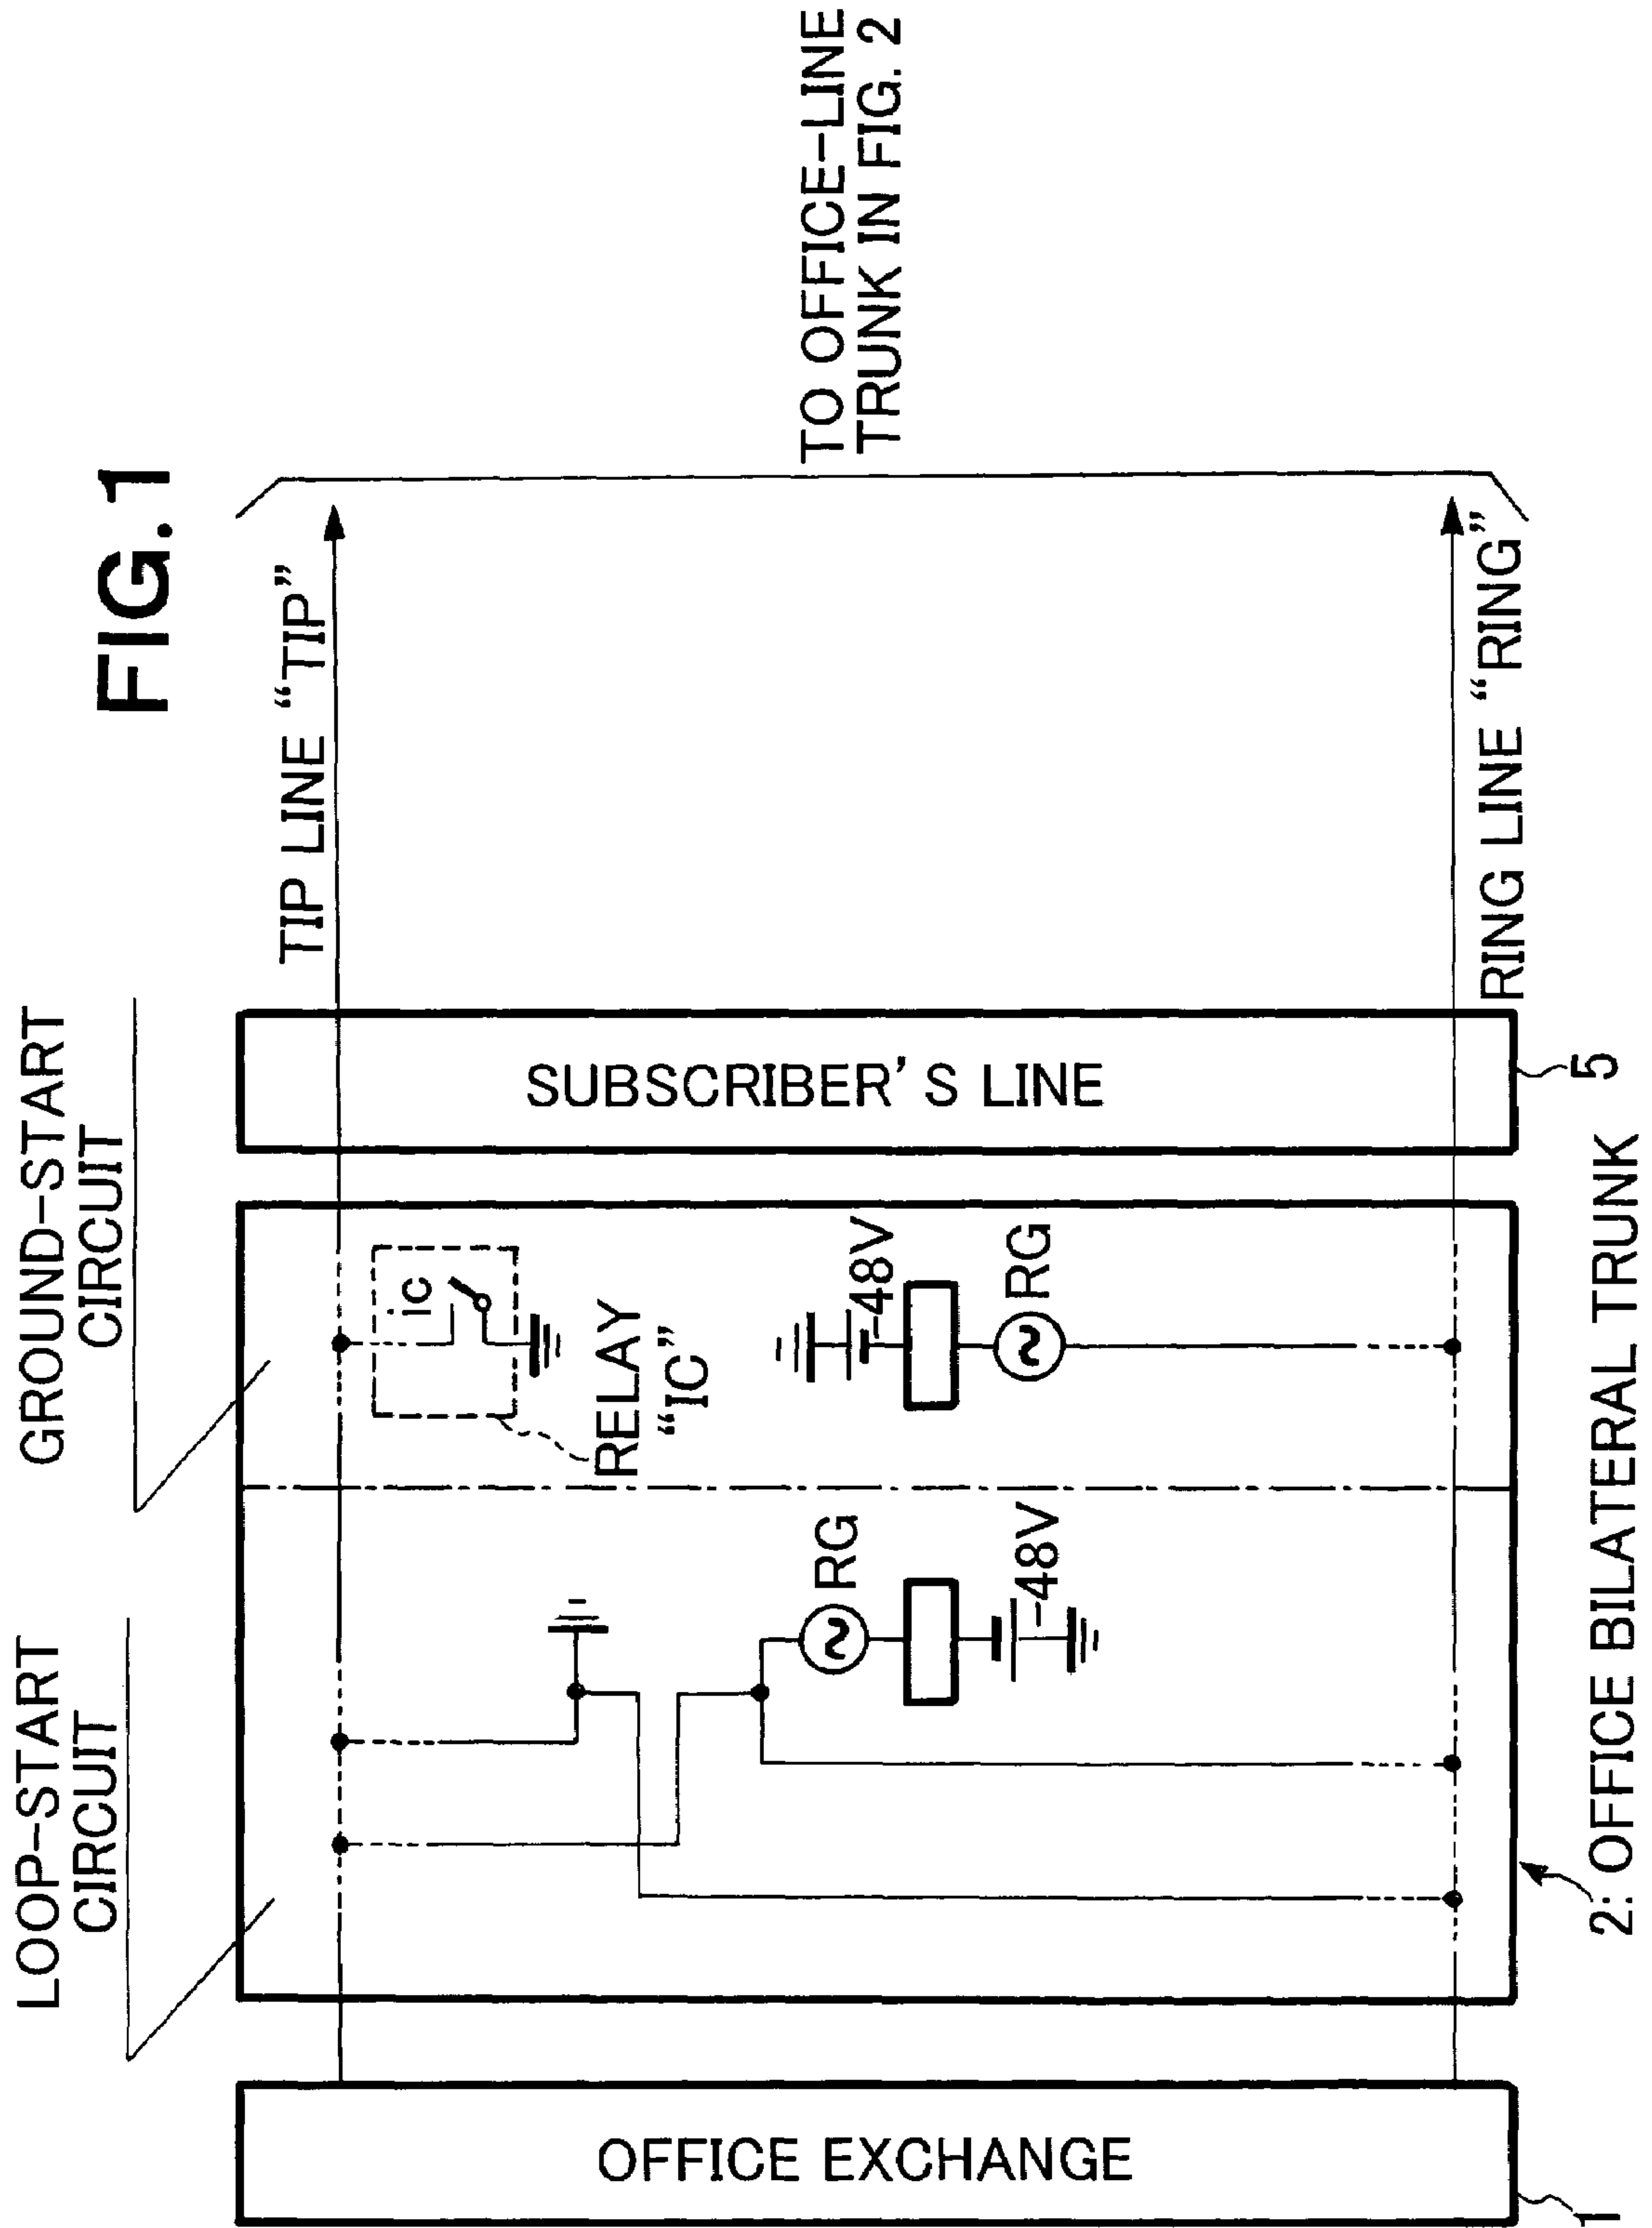 FIG.1
LOOP-START
CIRCUIT
GROUND-START
CIRCUIT
TIP LINE “TIP”
ic
RELAY
“IC”
RG
-48V
-48V
RG
OFFICE EXCHANGE
SUBSCRIBER'S LINE
TO OFFICE-LINE
TRUNK IN FIG. 2
RING LINE “RING”
1
2: OFFICE BILATERAL TRUNK
5